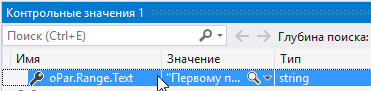 Контрольные значения 1
Поиск (Ctrl+E) Глубина поиска:
Имя Значение Тип
oPar.Range.Text "Первому п... string